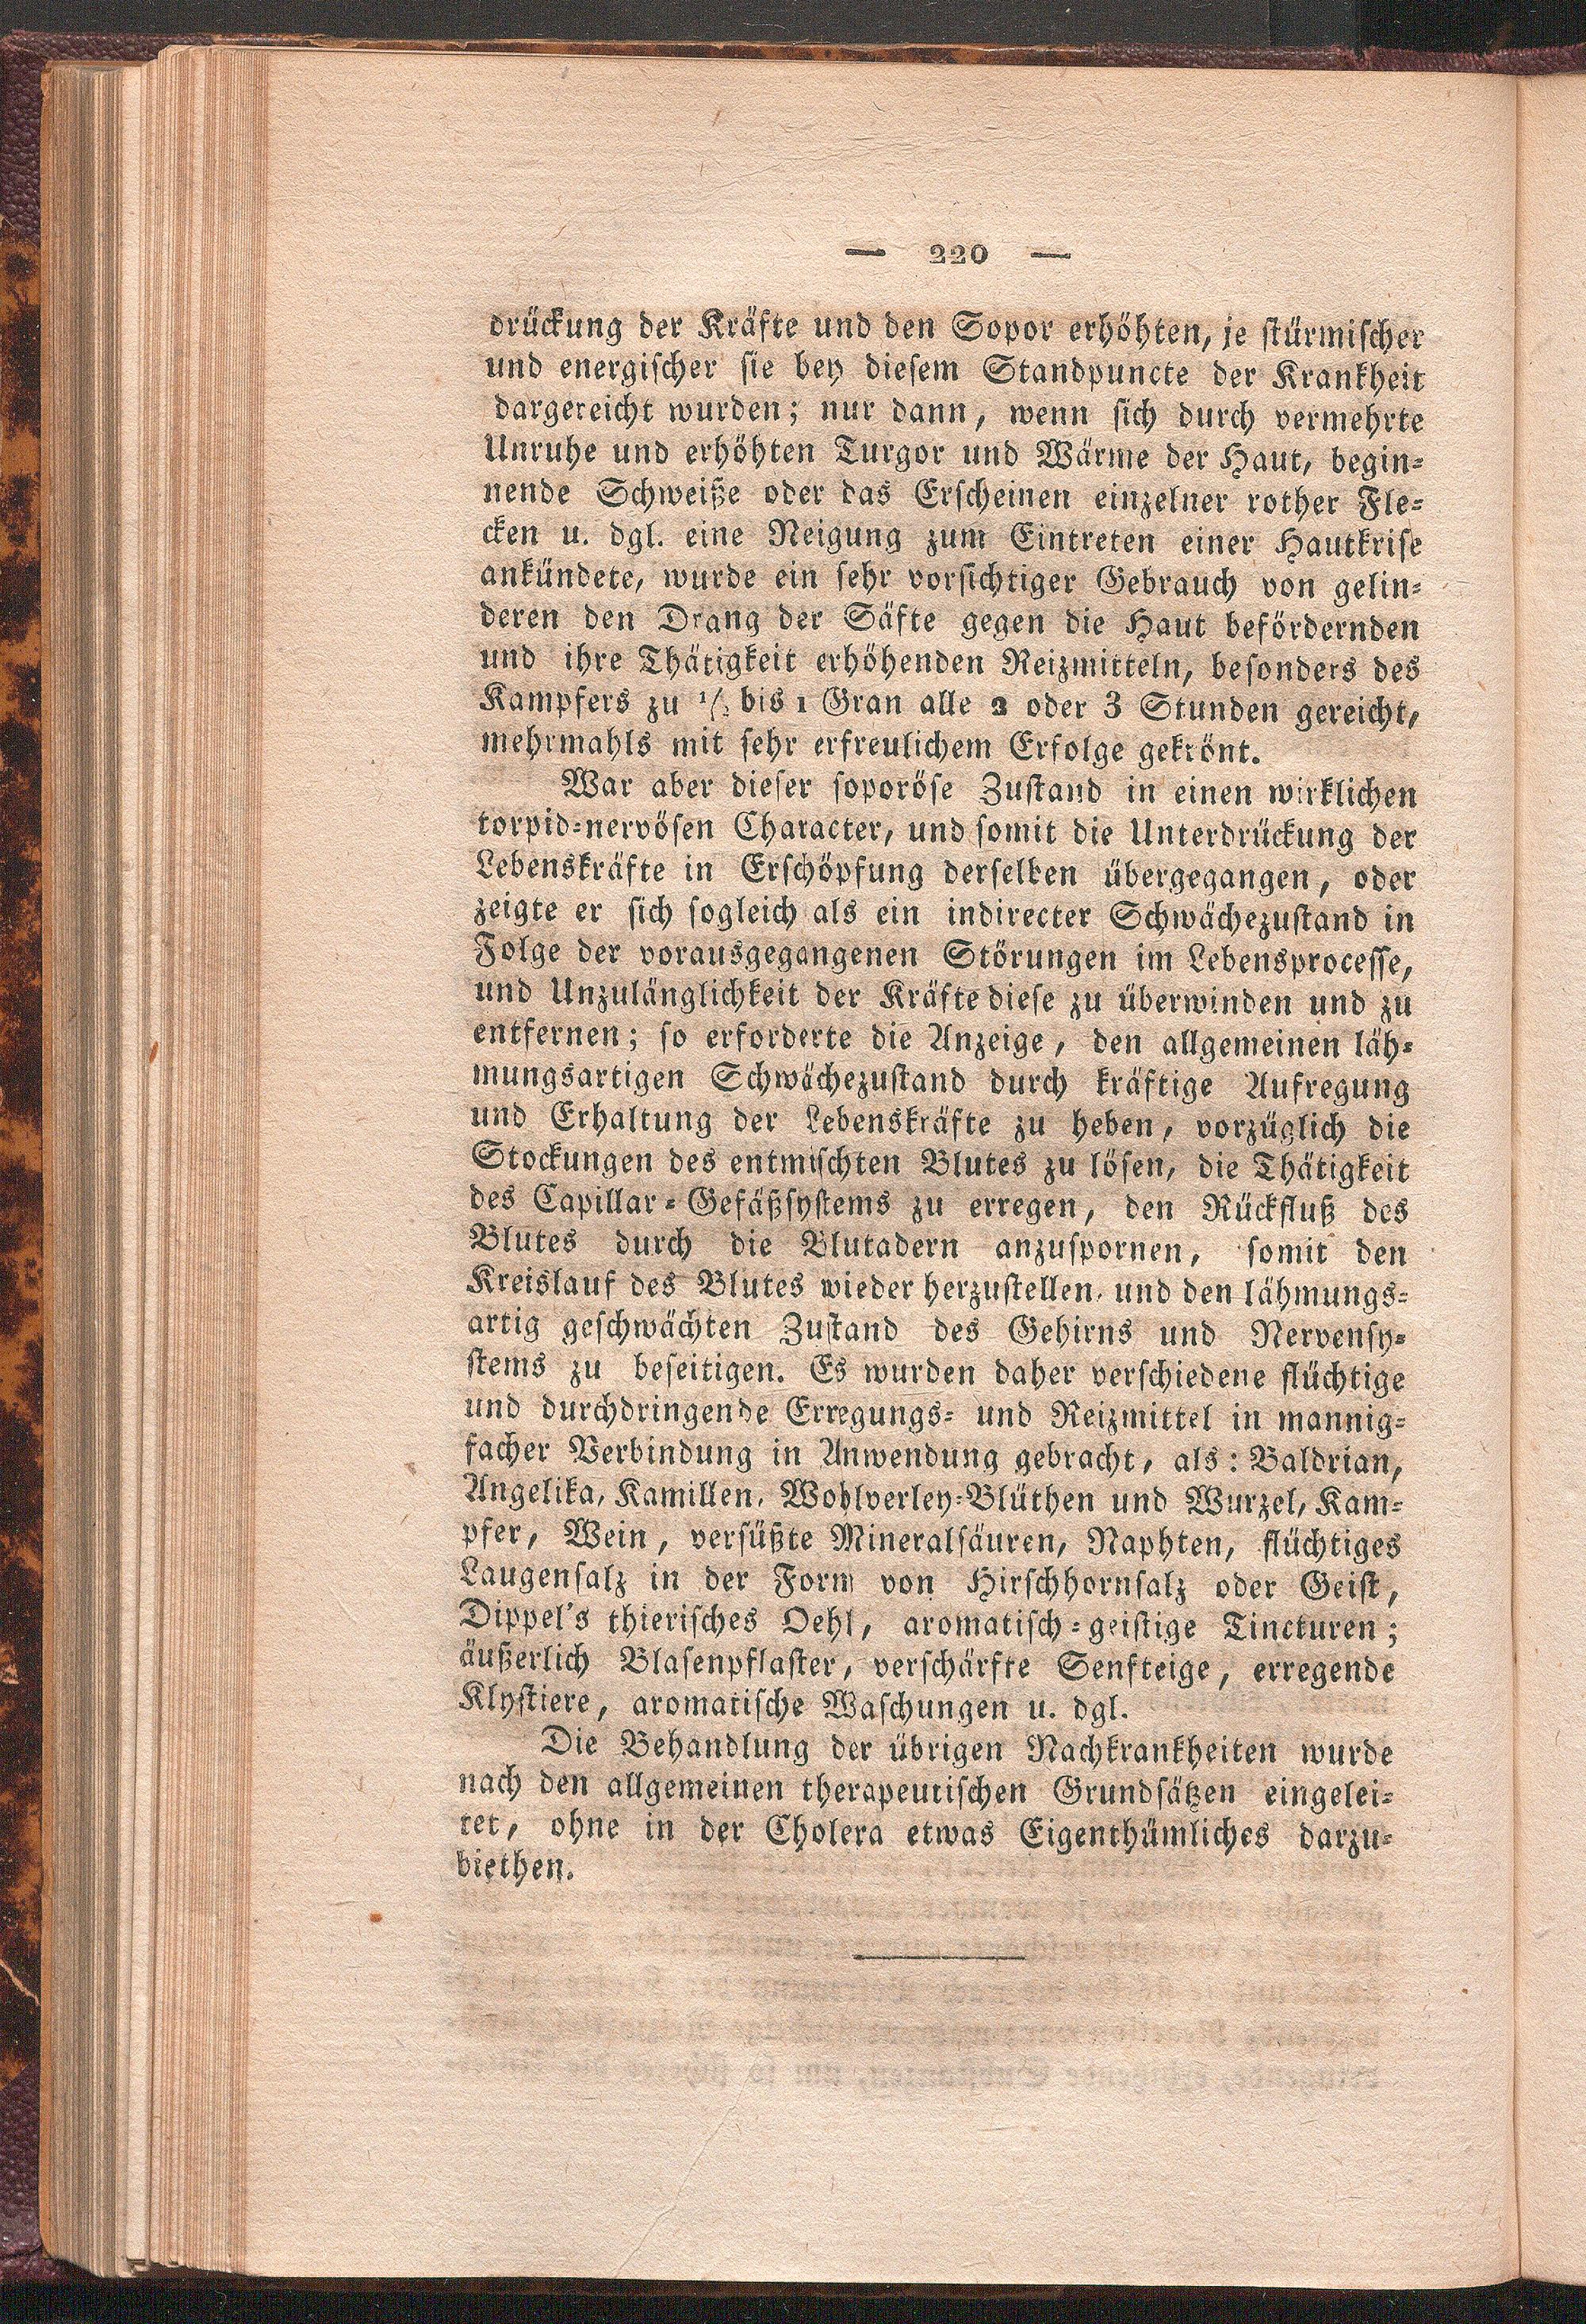 — 220 —
drückung der Kräfte und den Sopor erhöhten, je stürmischer
und energischer sie bey diesem Standpuncte der Krankheit
dargereicht wurden; nur dann, wenn sich durch vermehrte
Unruhe und erhöhten Turgor und Wärme der Haut, begin-
nende Schweiße oder das Erscheinen einzelner rother Fle-
cken u. dgl. eine Neigung zum Eintreten einer Hautkrise
ankündete, wurde ein sehr vorsichtiger Gebrauch von gelin-
deren den Drang der Säfte gegen die Haut befördernden
und ihre Thätigkeit erhöhenden Reizmitteln, besonders des
Kampfers zu 1/2 bis 1 Gran alle 2 oder 3 Stunden gereicht,
mehrmahls mit sehr erfreulichem Erfolge gekrönt.
War aber dieser soporöse Zustand in einen wirklichen
torpid-nervösen Character, und somit die Unterdrückung der
Lebenskräfte in Erschöpfung derselben übergegangen, oder
zeigte er sich sogleich als ein indirecter Schwächezustand in
Folge der vorausgegangenen Störungen im Lebensprocesse,
und Unzulänglichkeit der Kräfte diese zu überwinden und zu
entfernen; so erforderte die Anzeige, den allgemeinen läh-
mungsartigen Schwächezustand durch kräftige Aufregung
und Erhaltung der Lebenskräfte zu heben, vorzüglich die
Stockungen des entmischten Blutes zu lösen, die Thätigkeit
des Capillar-Gefäßsystems zu erregen, den Rückfluß des
Blutes durch die Blutadern anzuspornen, somit den
Kreislauf des Blutes wieder herzustellen, und den lähmungs-
artig geschwächten Zustand des Gehirns und Nervensy-
stems zu beseitigen. Es wurden daher verschiedene flüchtige
und durchdringende Erregungs- und Reizmittel in mannig-
facher Verbindung in Anwendung gebracht, als: Baldrian,
Angelika, Kamillen, Wohlverley-Blüthen und Wurzel, Kam-
pfer, Wein, versüßte Mineralsäuren, Naphten, flüchtiges
Laugensalz in der Form von Hirschhornsalz oder Geist,
Dippel's thierisches Oehl, aromatisch-geistige Tincturen;
äußerlich Blasenpflaster, verschärfte Senfteige, erregende
Klystiere, aromatische Waschungen u. dgl.
Die Behandlung der übrigen Nachkrankheiten wurde
nach den allgemeinen therapeutischen Grundsätzen eingelei-
tet, ohne in der Cholera etwas Eigenthümliches darzu-
biethen.